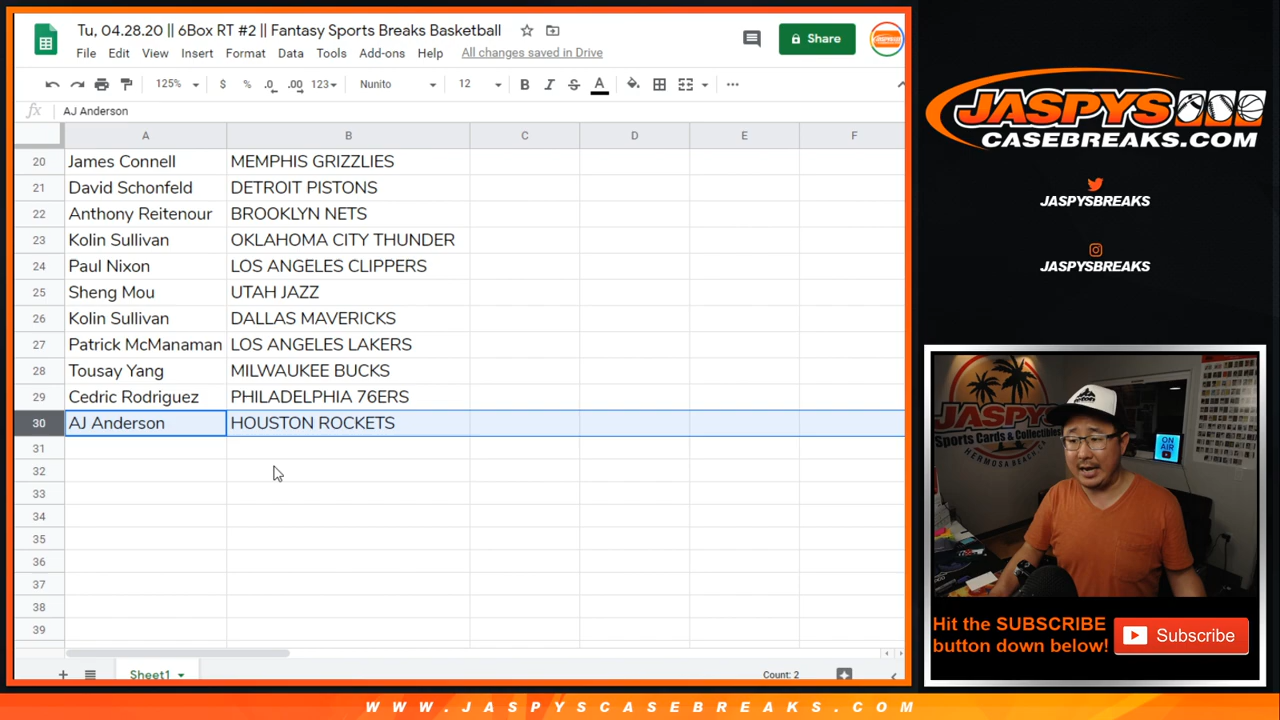 Tu, 04.28.20 || 6Box RT #2 || Fantasy Sports Breaks Basketball
File Edit View Insert Format Data Tools Add-ons Help All changes saved in Drive
Share
125% $ % .0 .00 123 Nunito 12 B I S A
fx AJ Anderson
A B C D E F
20 James Connell MEMPHIS GRIZZLIES
21 David Schonfeld DETROIT PISTONS
22 Anthony Reitenour BROOKLYN NETS
23 Kolin Sullivan OKLAHOMA CITY THUNDER
24 Paul Nixon LOS ANGELES CLIPPERS
25 Sheng Mou UTAH JAZZ
26 Kolin Sullivan DALLAS MAVERICKS
27 Patrick McManaman LOS ANGELES LAKERS
28 Tousay Yang MILWAUKEE BUCKS
29 Cedric Rodriguez PHILADELPHIA 76ERS
30 AJ Anderson HOUSTON ROCKETS
31
32
33
34
35
36
37
38
39
Sheet1
Count: 2
JASPYS
CASEBREAKS.COM
JASPYSBREAKS
JASPYSBREAKS
JASPYS
Sports Cards & Collectibles
HERMOSA BEACH
ON AIR
Hit the SUBSCRIBE
button down below!
Subscribe
WWW.JASPYSCASEBREAKS.COM